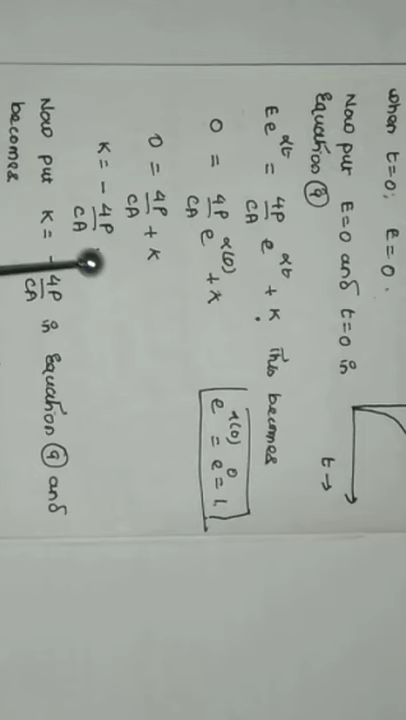 when t=0; E=0.
Now put E=0 and t=0 in
Equation ⑨
E e^αt = 4P/CA e^αt + K. This becomes
0 = 4P/CA e^α(0) + K
e^α(0) = e^0 = 1.
0 = 4P/CA + K
K = - 4P/CA
Now put K = - 4P/CA in Equation ⑨ and
becomes
t →